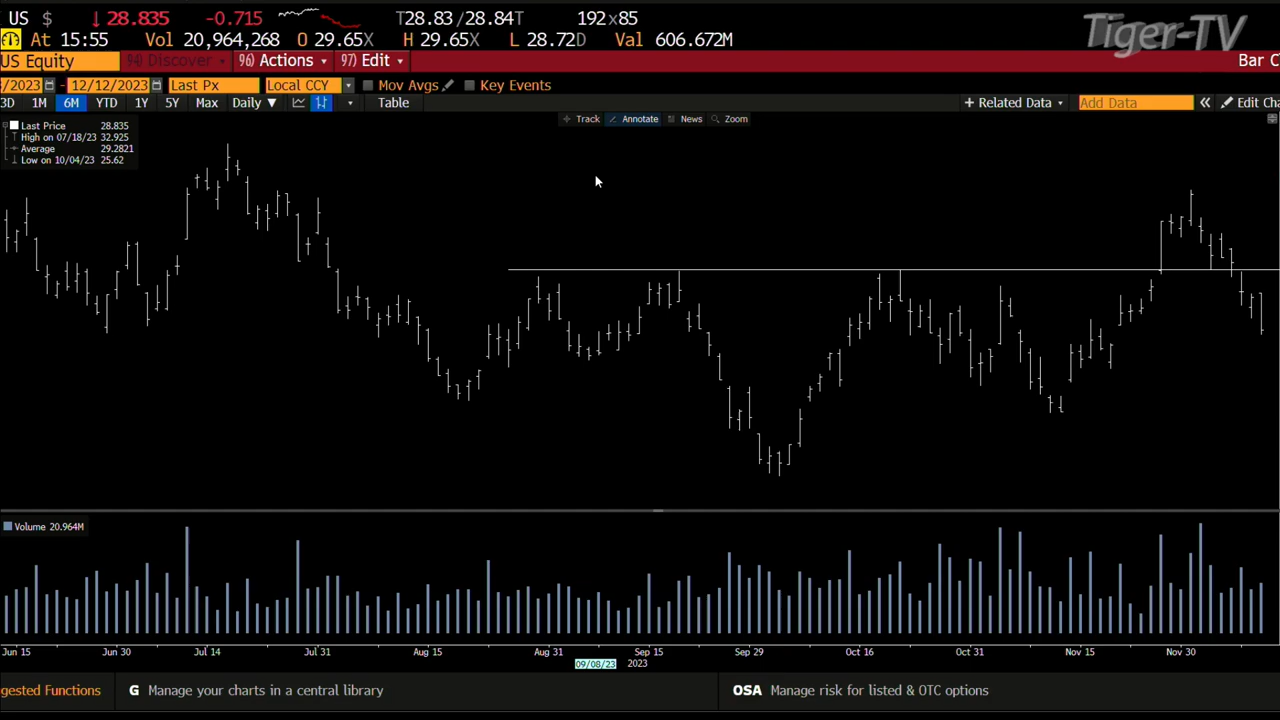 US $ ↓ 28.835 -0.715 T28.83/28.84T 192x85
At 15:55 Vol 20,964,268 O 29.65X H 29.65X L 28.72D Val 606.672M
Tiger-TV
US Equity 94) Discover 96) Actions 97) Edit Bar C
/2023 - 12/12/2023 Last Px Local CCY Mov Avgs Key Events
3D 1M 6M YTD 1Y 5Y Max Daily ▼ Table + Related Data Add Data « Edit Cha
Track Annotate News Zoom
Last Price 28.835
High on 07/18/23 32.925
Average 29.2821
Low on 10/04/23 25.62
Volume 20.964M
Jun 15 Jun 30 Jul 14 Jul 31 Aug 15 Aug 31 Sep 15 Sep 29 Oct 16 Oct 31 Nov 15 Nov 30
09/08/23 2023
gested Functions G Manage your charts in a central library OSA Manage risk for listed & OTC options